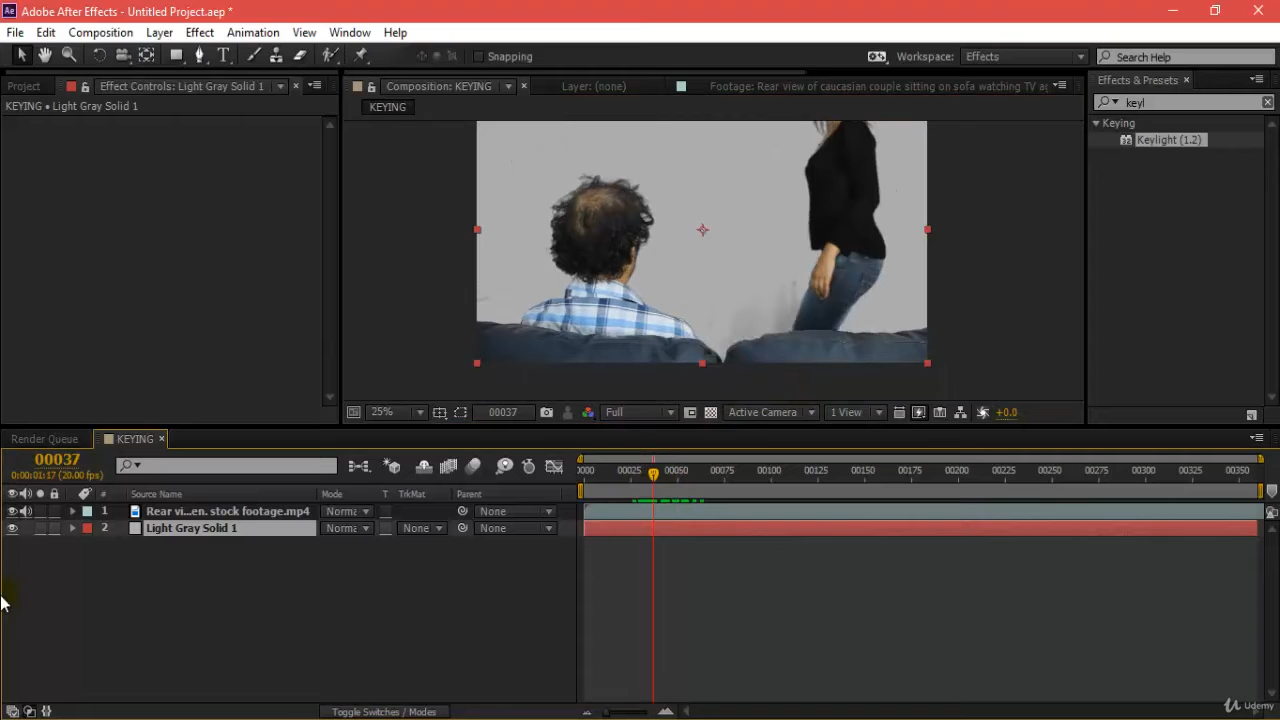 Ae Adobe After Effects - Untitled Project.aep *
File Edit Composition Layer Effect Animation View Window Help
T Snapping Workspace: Effects Search Help
Project Effect Controls: Light Gray Solid 1 × Composition: KEYING × Layer: (none) Footage: Rear view of caucasian couple sitting on sofa watching TV ag Effects & Presets ×
KEYING • Light Gray Solid 1 KEYING keyl
Keying
Keylight (1.2)
25% 00037 Full Active Camera 1 View +0.0
Render Queue KEYING ×
00037
0:00:01:17 (20.00 fps)
0000 00025 00050 00075 00100 00125 00150 00175 00200 00225 00250 00275 00300 00325 00350
# Source Name Mode T TrkMat Parent
1 Rear vi...en. stock footage.mp4 Norma None
2 Light Gray Solid 1 Norma None None
Toggle Switches / Modes
Udemy